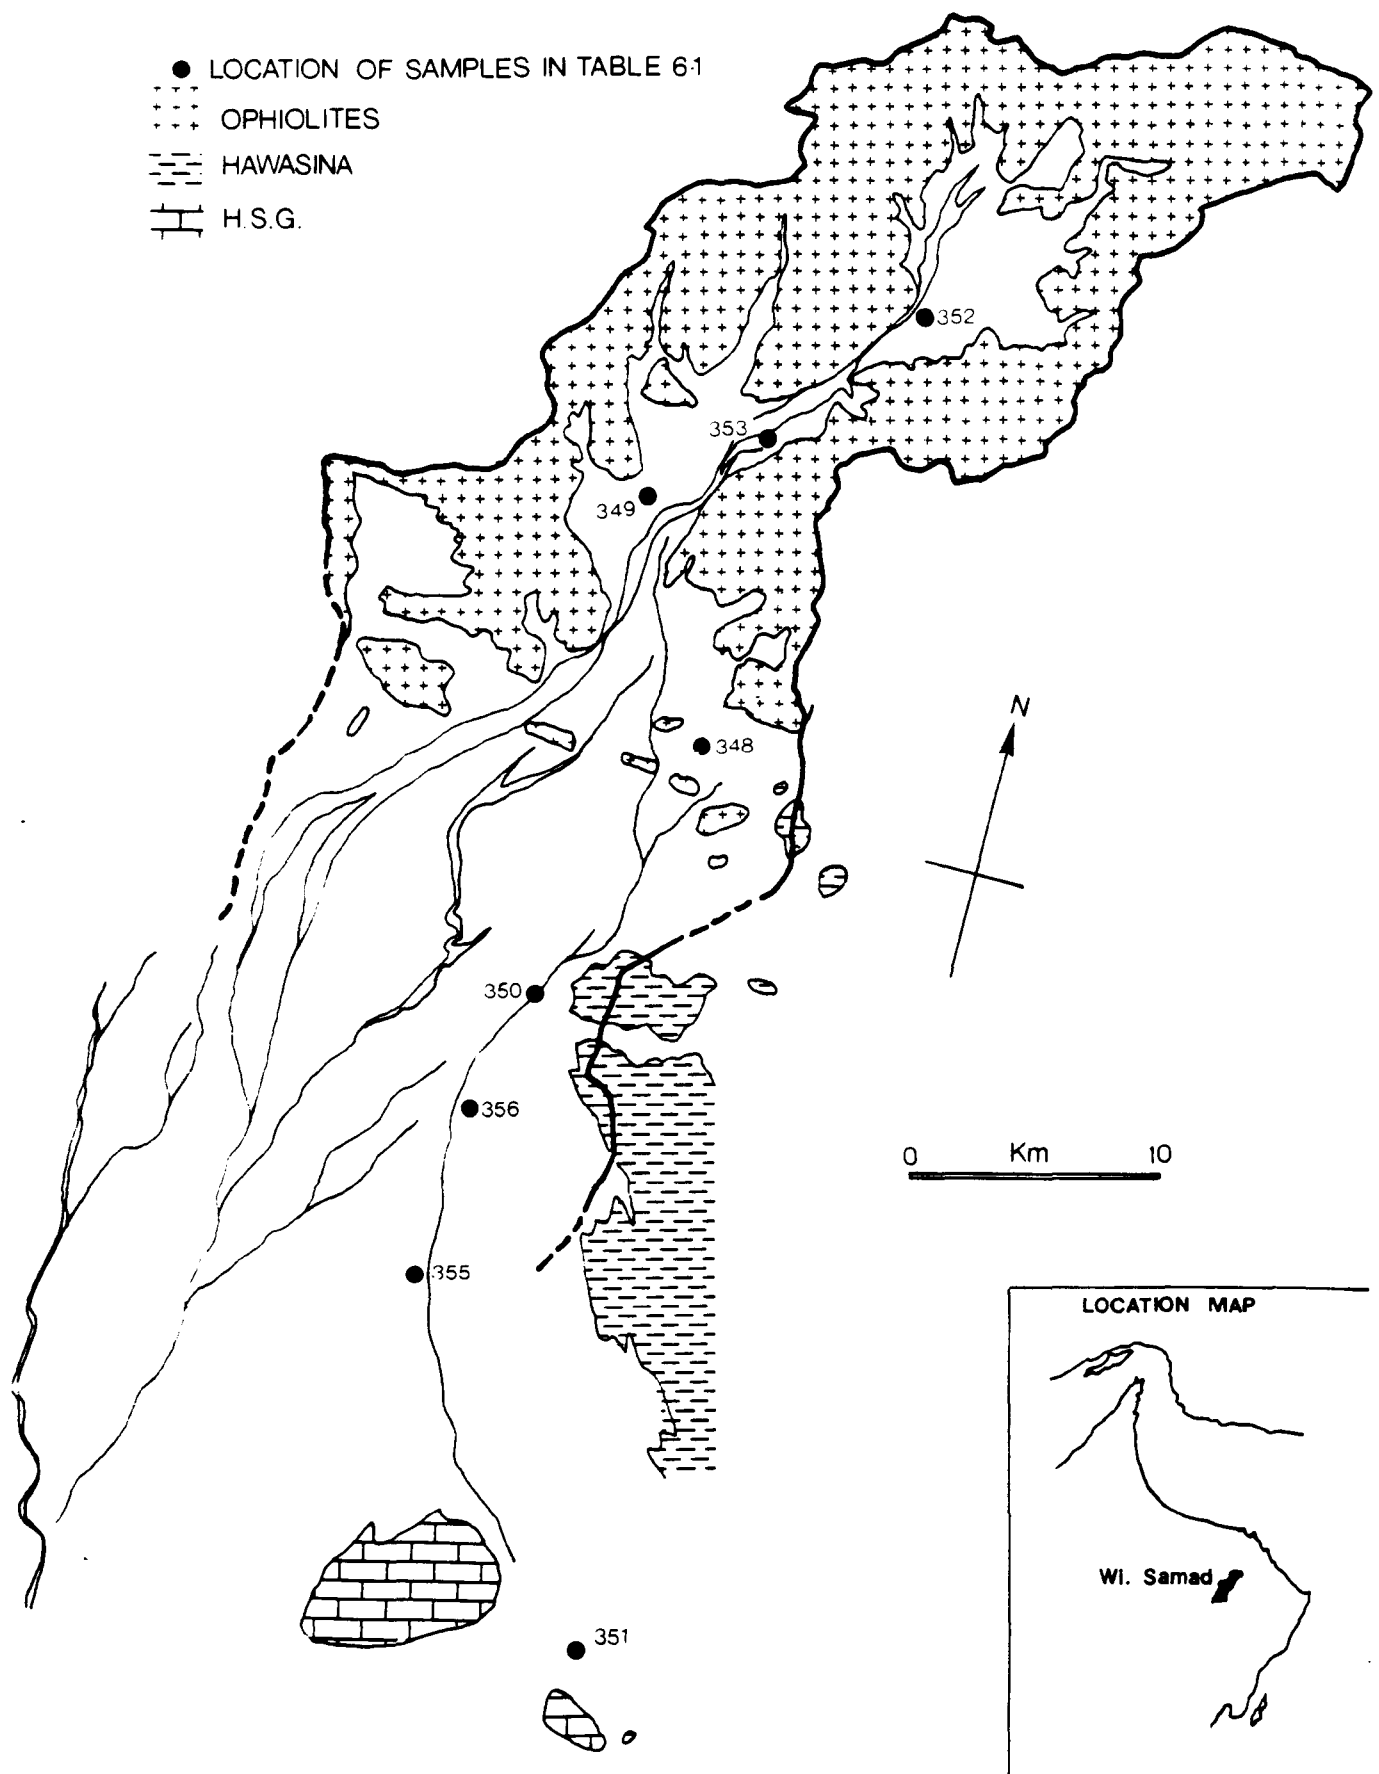 LOCATION OF SAMPLES IN TABLE 6·1
OPHIOLITES
HAWASINA
H.S.G.
352
353
349
N
348
350
356
0 Km 10
355
LOCATION MAP
Wi. Samad
351